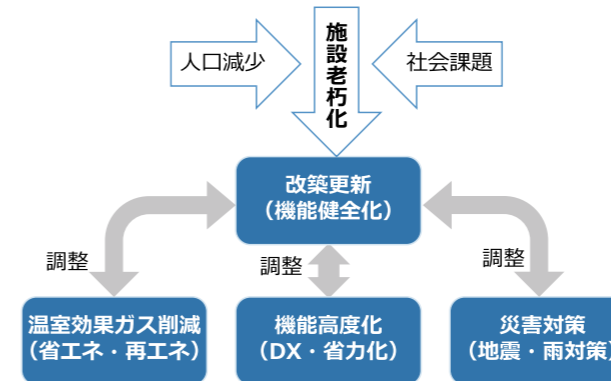 人口減少
施設老朽化
社会課題
改築更新
（機能健全化）
調整
調整
調整
温室効果ガス削減
（省エネ・再エネ）
機能高度化
（DX・省力化）
災害対策
（地震・雨対策）